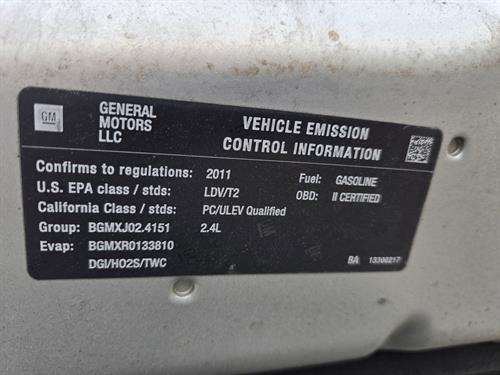 GM
GENERAL
MOTORS
LLC
VEHICLE EMISSION
CONTROL INFORMATION
Confirms to regulations: 2011
Fuel: GASOLINE
U.S. EPA class / stds: LDV/T2
OBD: II CERTIFIED
California Class / stds: PC/ULEV Qualified
Group: BGMXJ02.4151 2.4L
Evap: BGMXR0133810
DGI/HO2S/TWC
BA 13300217